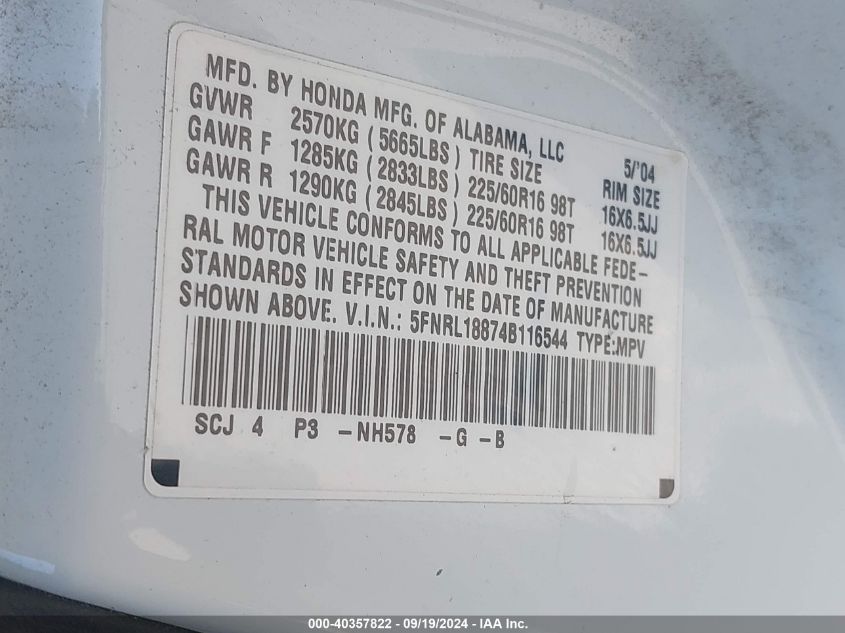 MFD. BY HONDA MFG. OF ALABAMA, LLC 5/'04
GVWR 2570KG (5665LBS) TIRE SIZE RIM SIZE
GAWR F 1285KG (2833LBS) 225/60R16 98T 16X6.5JJ
GAWR R 1290KG (2845LBS) 225/60R16 98T 16X6.5JJ
THIS VEHICLE CONFORMS TO ALL APPLICABLE FEDE-
RAL MOTOR VEHICLE SAFETY AND THEFT PREVENTION
STANDARDS IN EFFECT ON THE DATE OF MANUFACTURE
SHOWN ABOVE. V.I.N.: 5FNRL18874B116544 TYPE:MPV
SCJ 4 P3 -NH578 -G -B
000-40357822 - 09/19/2024 - IAA Inc.